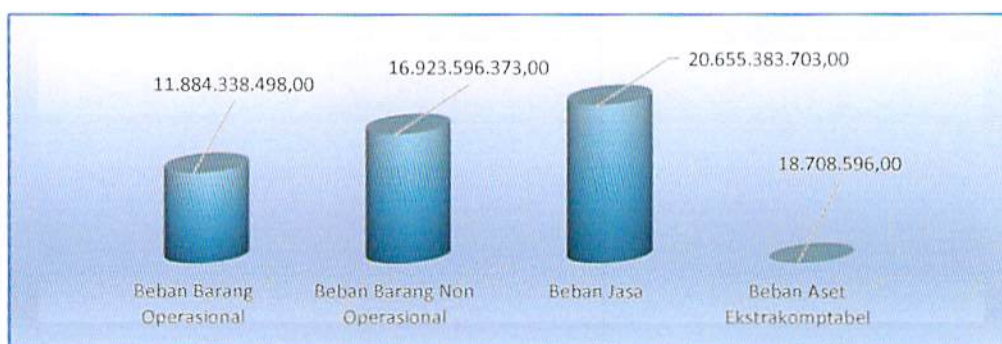 11.884.338.498,00
16.923.596.373,00
20.655.383.703,00
18.708.596,00
Beban Barang
Operasional
Beban Barang Non
Operasional
Beban Jasa
Beban Aset
Ekstrakomptabel